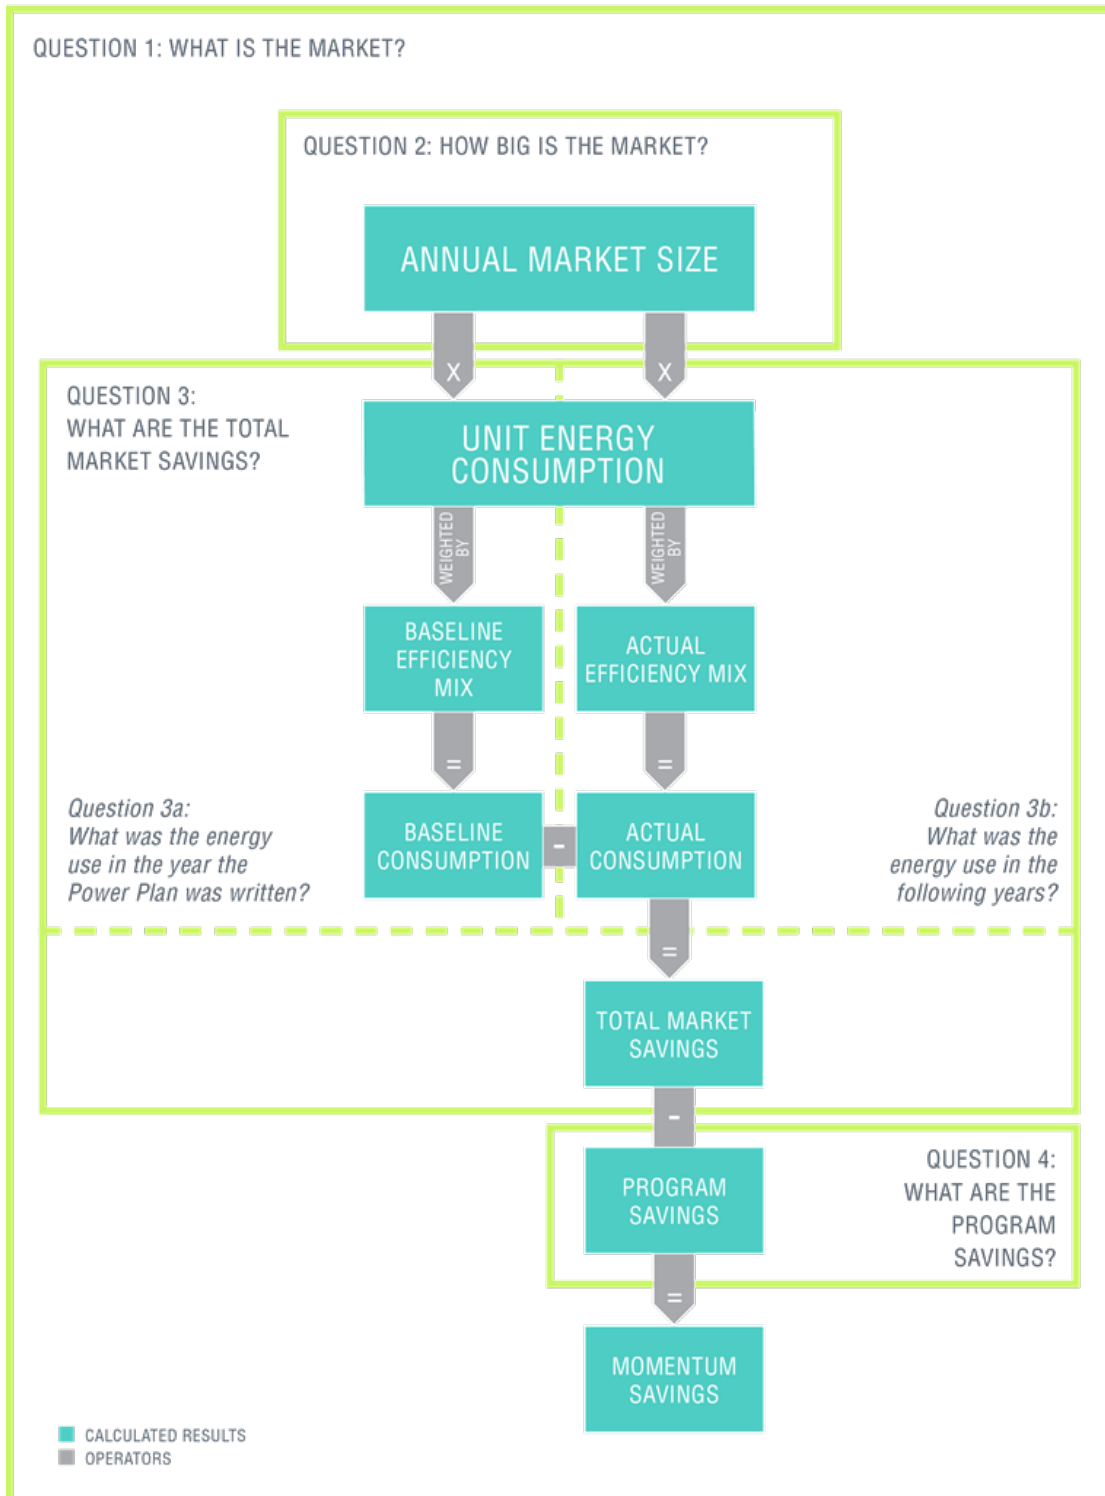 QUESTION 1: WHAT IS THE MARKET?
QUESTION 2: HOW BIG IS THE MARKET?
ANNUAL MARKET SIZE
X
X
QUESTION 3:
WHAT ARE THE TOTAL
MARKET SAVINGS?
UNIT ENERGY
CONSUMPTION
WEIGHTED
BY
WEIGHTED
BY
BASELINE
EFFICIENCY
MIX
ACTUAL
EFFICIENCY MIX
=
=
Question 3a:
What was the energy
use in the year the
Power Plan was written?
BASELINE
CONSUMPTION
-
ACTUAL
CONSUMPTION
Question 3b:
What was the
energy use in the
following years?
=
TOTAL MARKET
SAVINGS
-
PROGRAM
SAVINGS
QUESTION 4:
WHAT ARE THE
PROGRAM
SAVINGS?
=
MOMENTUM
SAVINGS
CALCULATED RESULTS
OPERATORS